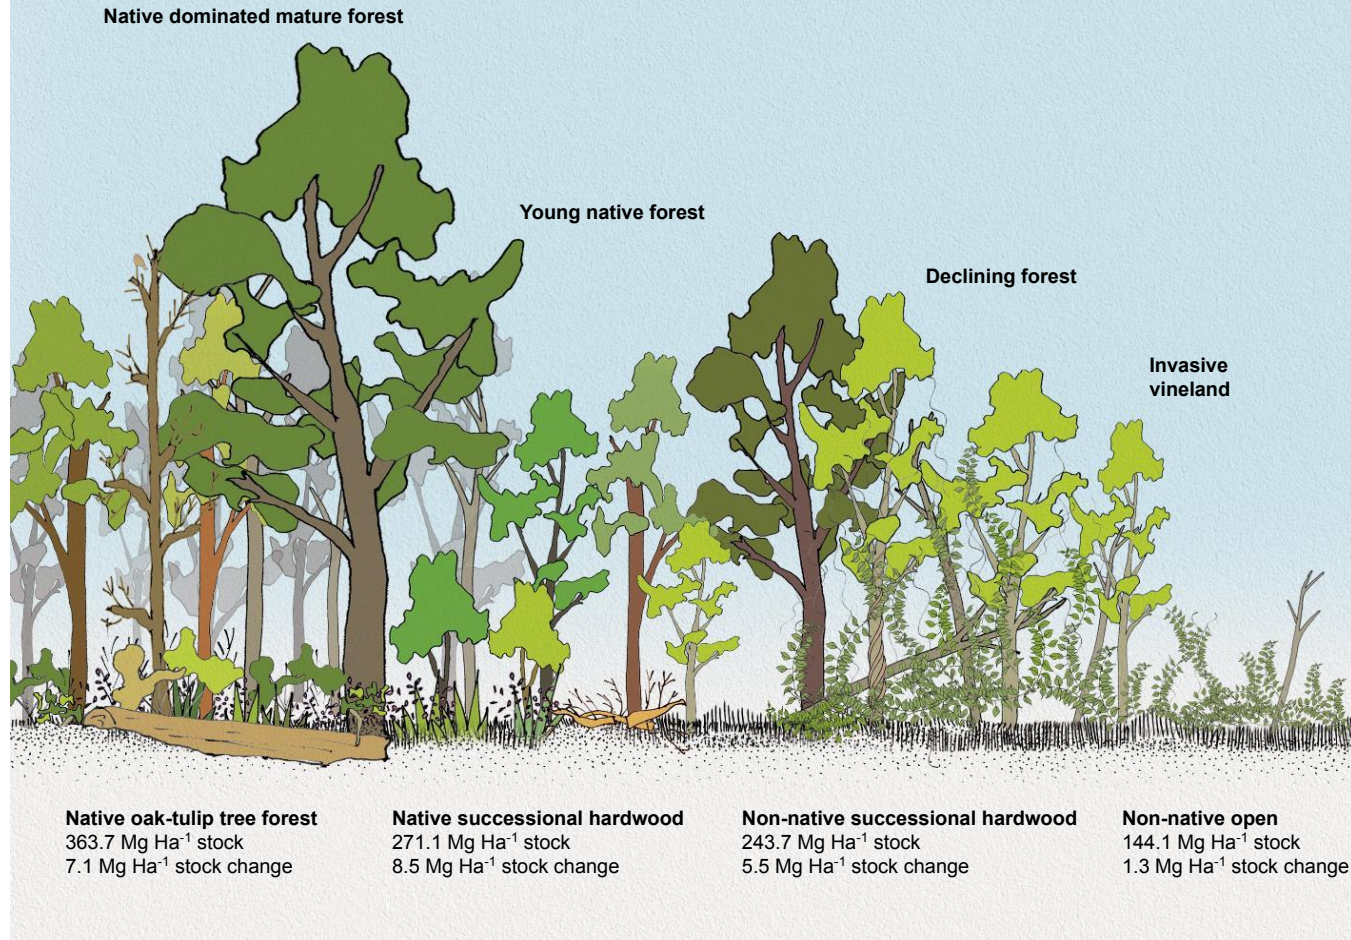 Native dominated mature forest
Young native forest
Declining forest
Invasive
vineland
Native oak-tulip tree forest
363.7 Mg Ha⁻¹ stock
7.1 Mg Ha⁻¹ stock change
Native successional hardwood
271.1 Mg Ha⁻¹ stock
8.5 Mg Ha⁻¹ stock change
Non-native successional hardwood
243.7 Mg Ha⁻¹ stock
5.5 Mg Ha⁻¹ stock change
Non-native open
144.1 Mg Ha⁻¹ stock
1.3 Mg Ha⁻¹ stock change